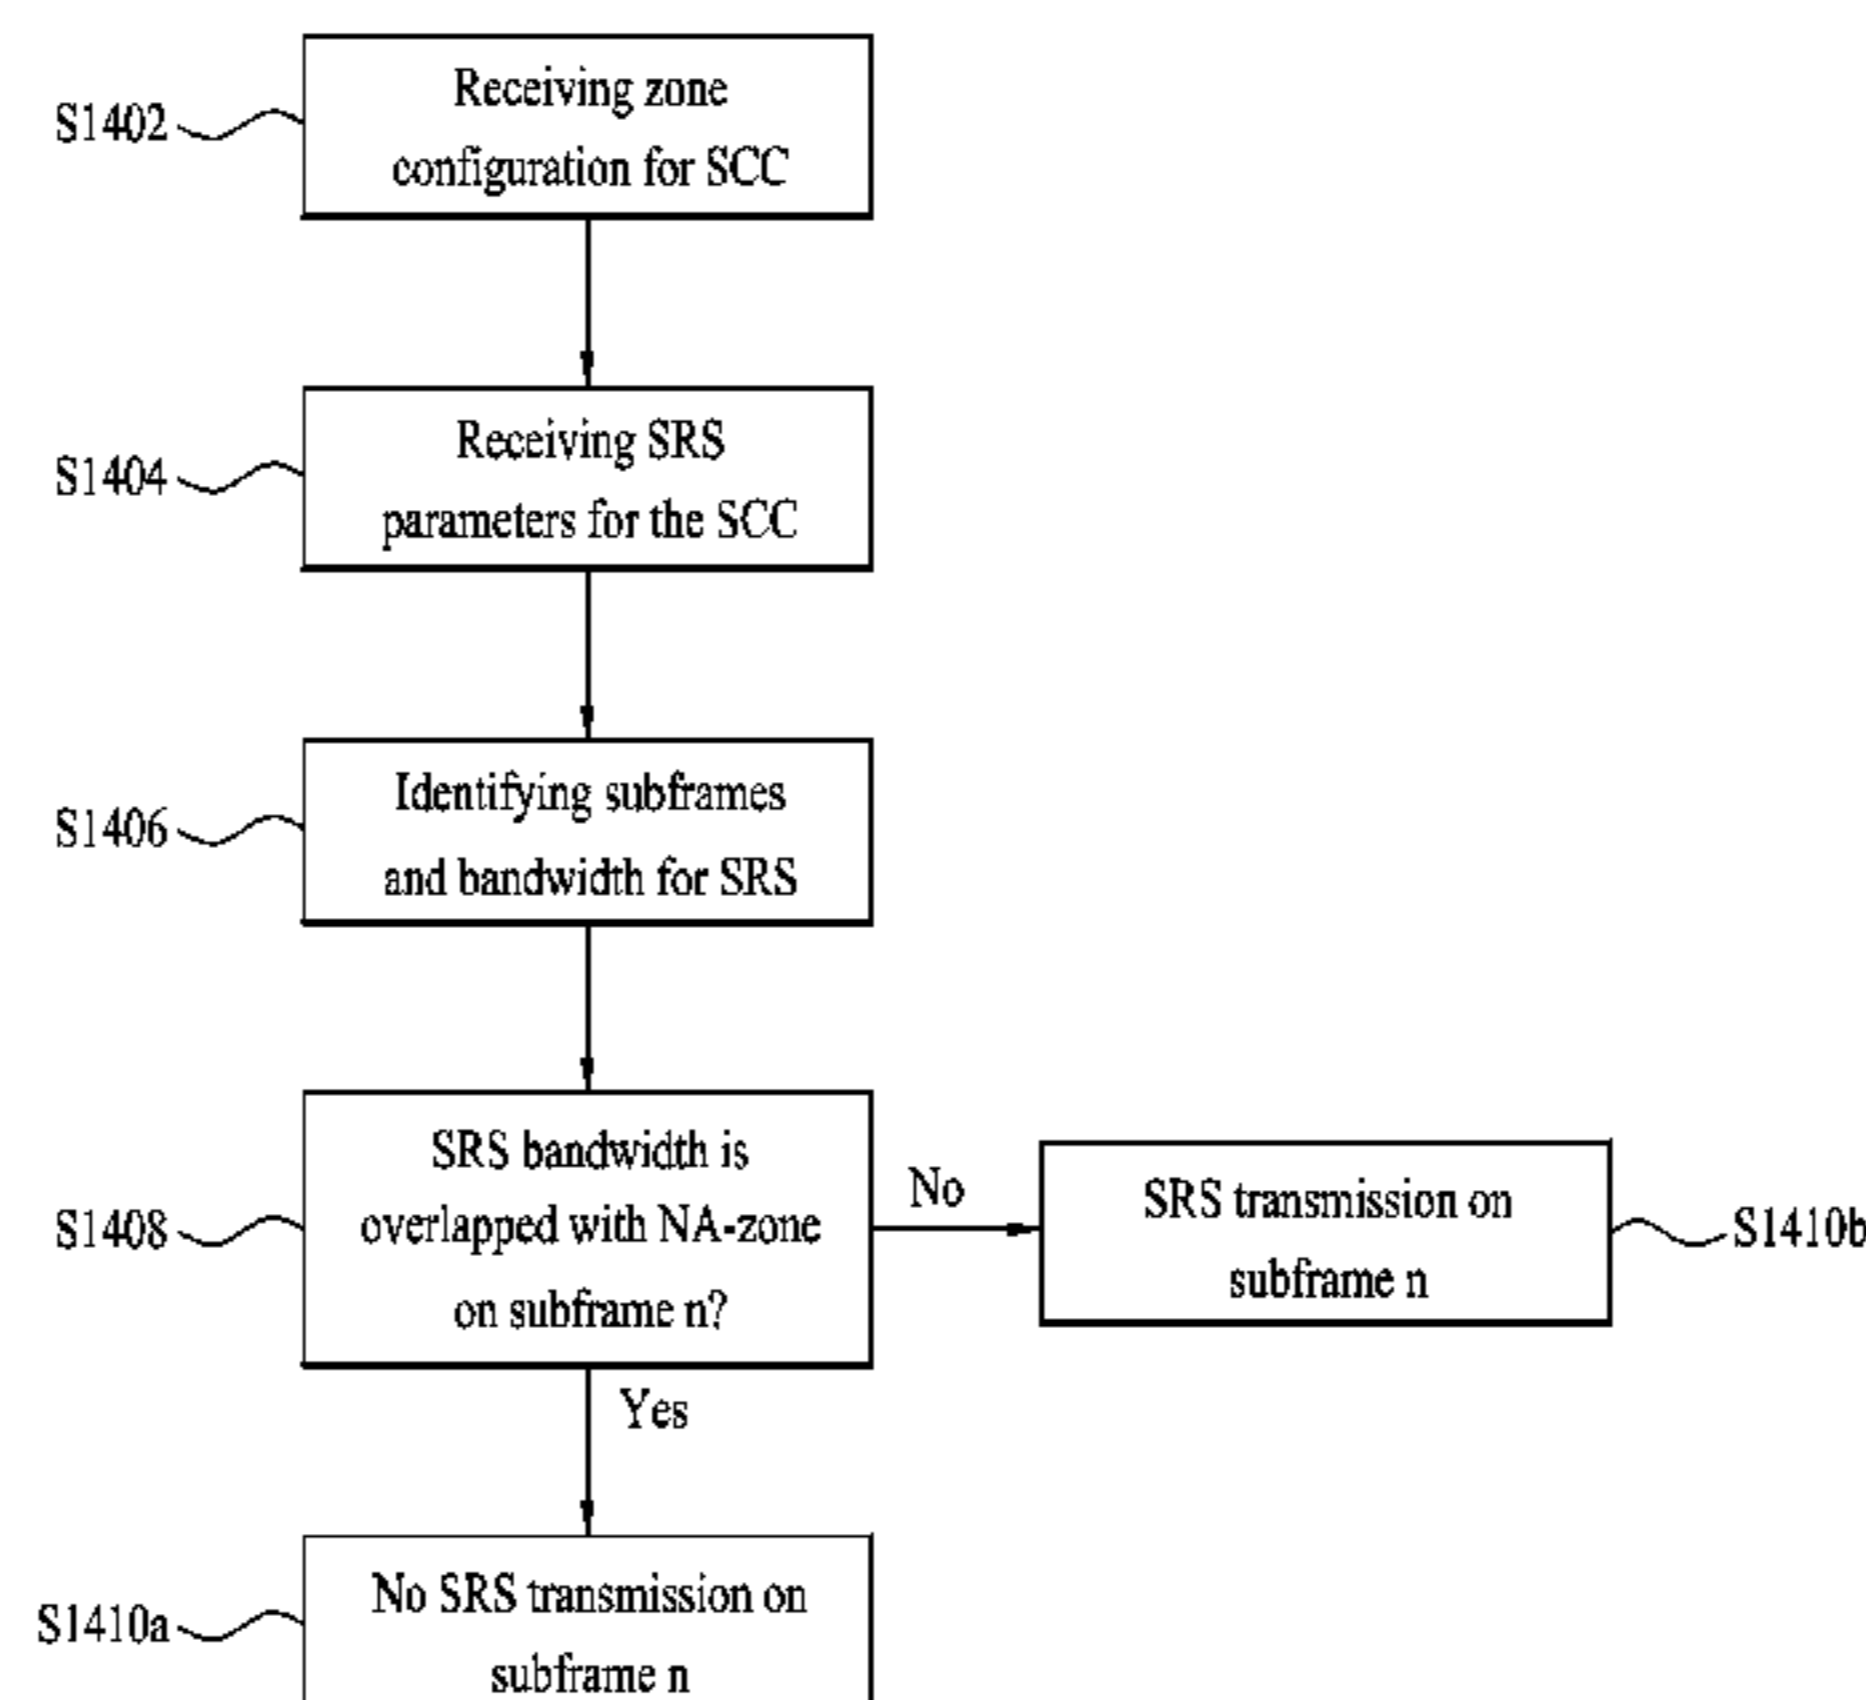 Receiving zone
S1402
configuration for SCC
Receiving SRS
S1404
parameters for the SCC
Identifying subframes
S1406
and bandwidth for SRS
SRS bandwidth is
S1408
overlapped with NA-zone
on subframe n?
No
SRS transmission on
subframe n
S1410b
Yes
No SRS transmission on
S1410a
subframe n